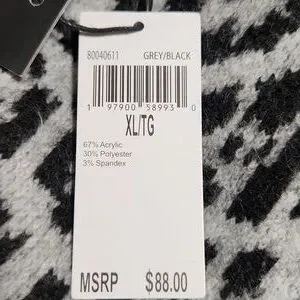 80040611 GREY/BLACK
1 97900 58993 0
XL/TG
67% Acrylic
30% Polyester
3% Spandex
MSRP $88.00